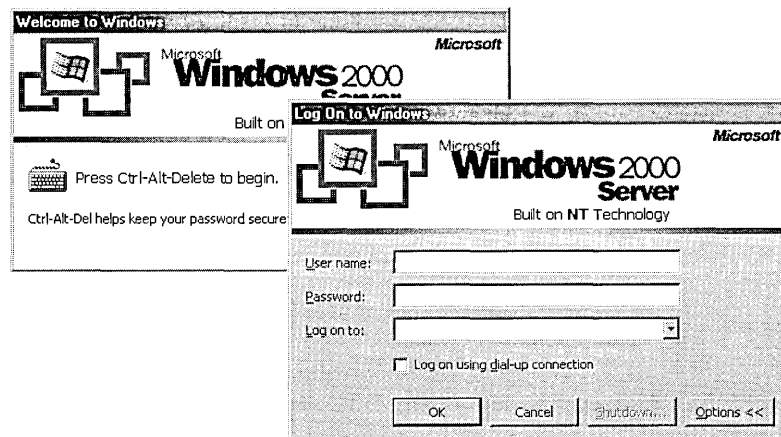 Welcome to Windows
Microsoft
Microsoft
Windows 2000
Server
Built on
Press Ctrl-Alt-Delete to begin.
Ctrl-Alt-Del helps keep your password secure
Log On to Windows
Microsoft
Microsoft
Windows 2000
Server
Built on NT Technology
User name:
Password:
Log on to:
Log on using dial-up connection
OK Cancel Shutdown... Options <<